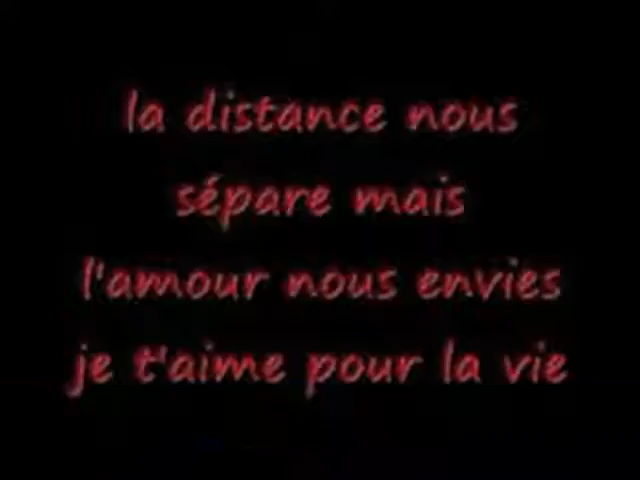 la distance nous
sépare mais
l'amour nous envies
je t'aime pour la vie